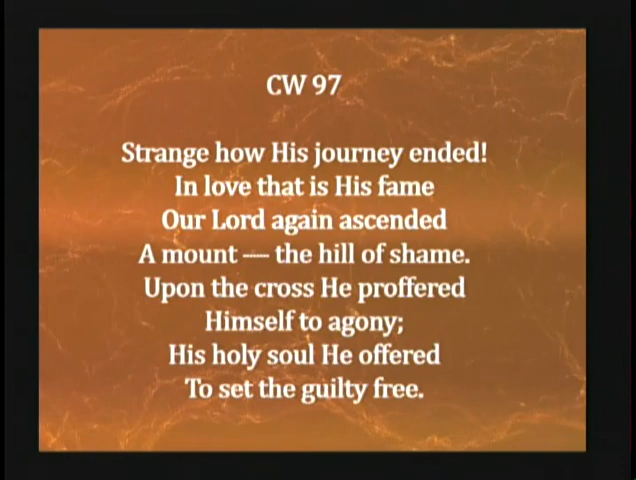 CW 97
Strange how His journey ended!
In love that is His fame
Our Lord again ascended
A mount — the hill of shame.
Upon the cross He proffered
Himself to agony;
His holy soul He offered
To set the guilty free.